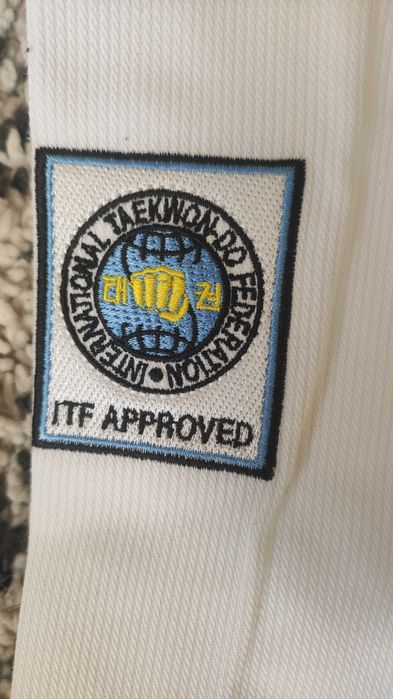 INTERNATIONAL TAEKWON-DO FEDERATION
태 권
ITF APPROVED